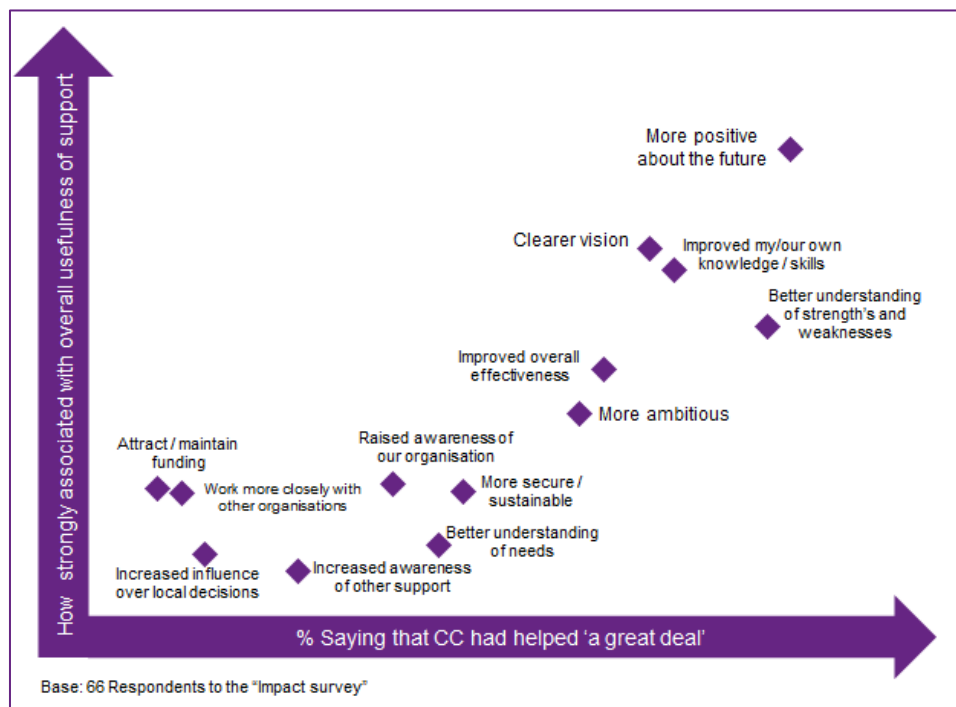 How strongly associated with overall usefulness of support
More positive
about the future
Clearer vision
Improved my/our own
knowledge / skills
Better understanding
of strength's and
weaknesses
Improved overall
effectiveness
More ambitious
Attract / maintain
funding
Raised awareness of
our organisation
Work more closely with
other organisations
More secure /
sustainable
Better understanding
of needs
Increased influence
over local decisions
Increased awareness
of other support
% Saying that CC had helped 'a great deal'
Base: 66 Respondents to the "Impact survey"